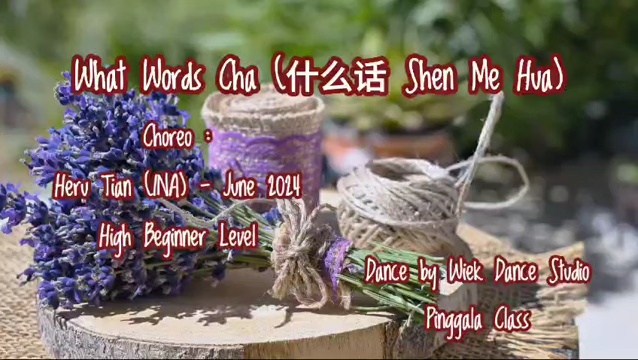 What Words Cha (什么话 Shen Me Hua)
Choreo :
Heru Tian (INA) - June 2024
High Beginner Level
Dance by Wiek Dance Studio
Pinggala Class